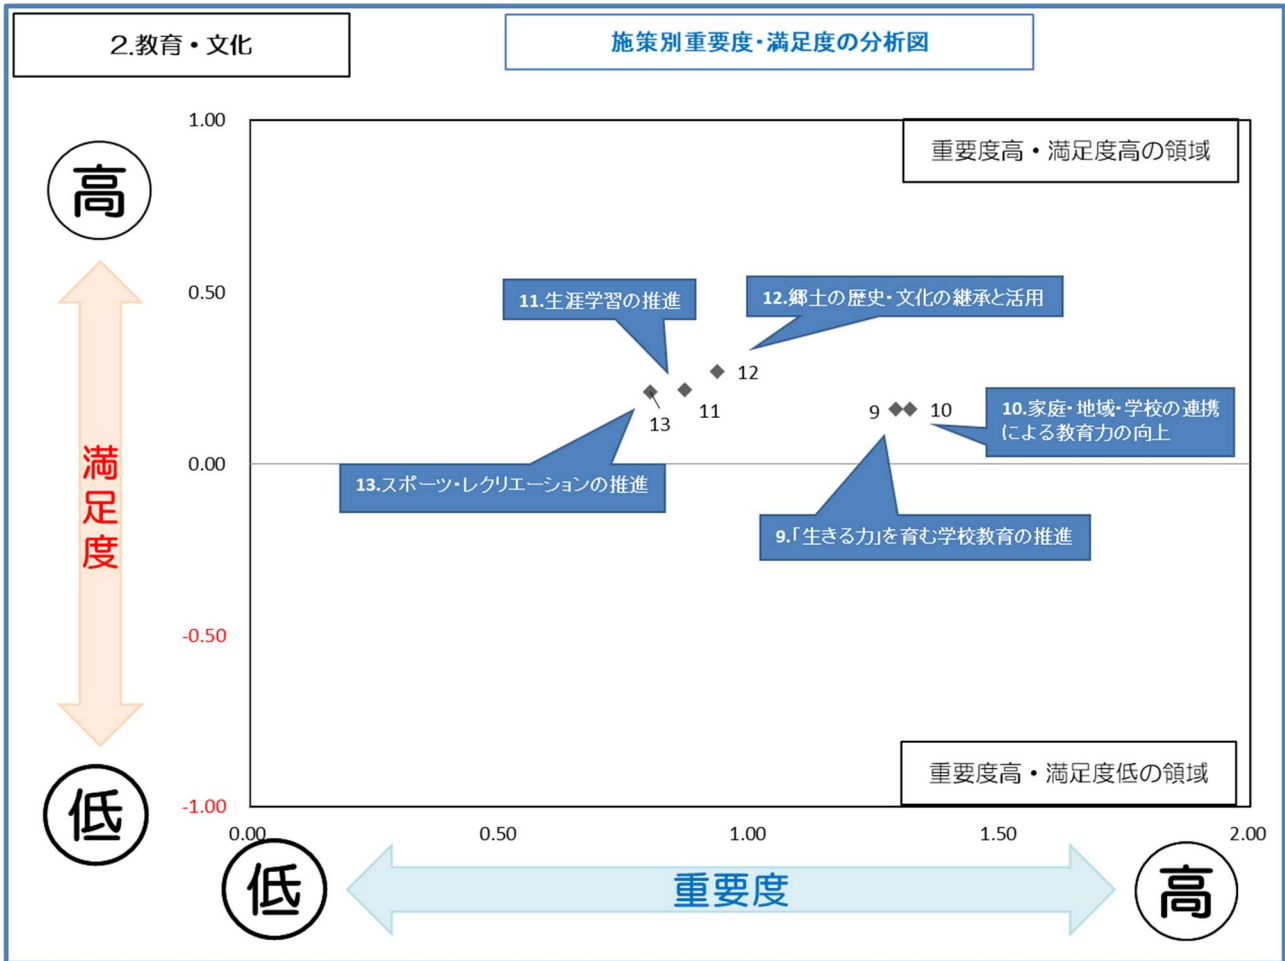 2.教育・文化
施策別重要度・満足度の分析図
1.00
重要度高・満足度高の領域
高
0.50
11.生涯学習の推進
12.郷土の歴史・文化の継承と活用
12
13
11
9
10
10.家庭・地域・学校の連携
による教育力の向上
0.00
満足度
13.スポーツ・レクリエーションの推進
9.「生きる力」を育む学校教育の推進
-0.50
重要度高・満足度低の領域
低
-1.00
0.00
0.50
1.00
1.50
2.00
低
重要度
高